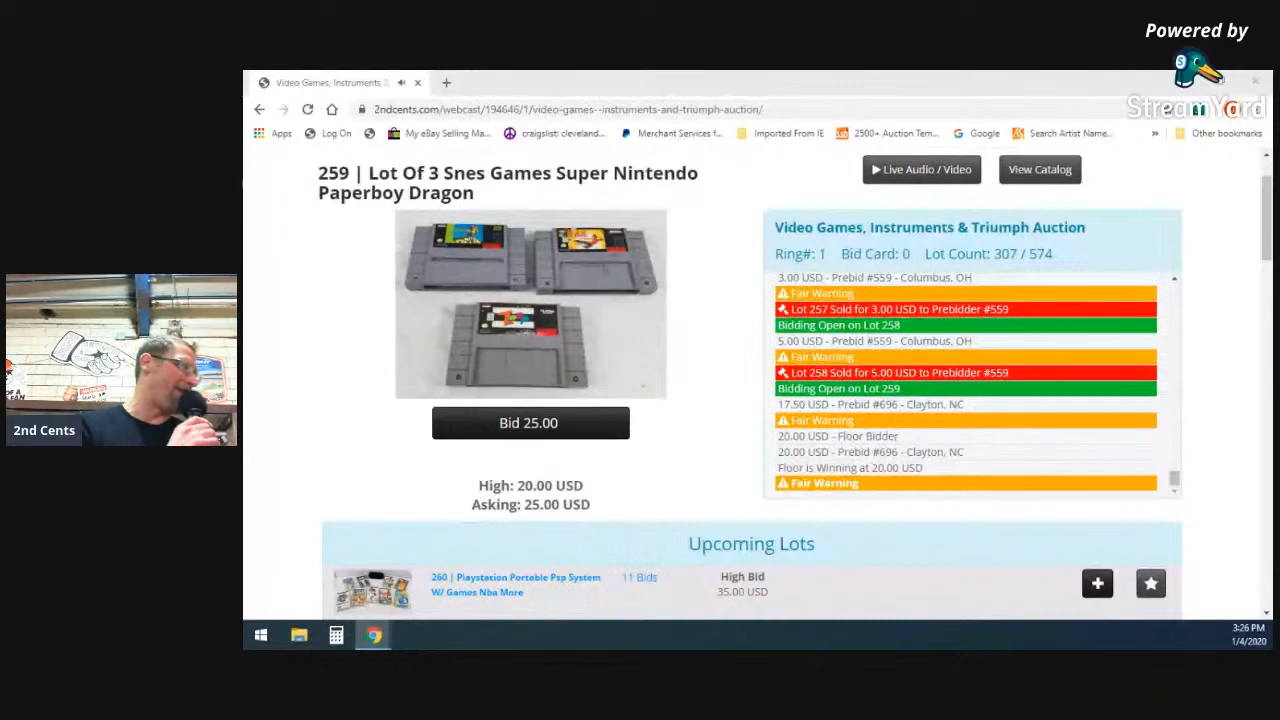 Powered by
StreamYard
Video Games, Instruments
2ndcents.com/webcast/194646/1/video-games--instruments-and-triumph-auction/
Apps Log On My eBay Selling Ma... craigslist: cleveland... Merchant Services f... Imported From IE 2500+ Auction Tem... Google Search Artist Name... » Other bookmarks
259 | Lot Of 3 Snes Games Super Nintendo
Paperboy Dragon
Live Audio / Video
View Catalog
Video Games, Instruments & Triumph Auction
Ring#: 1 Bid Card: 0 Lot Count: 307 / 574
3.00 USD - Prebid #559 - Columbus, OH
Fair Warning
Lot 257 Sold for 3.00 USD to Prebidder #559
Bidding Open on Lot 258
5.00 USD - Prebid #559 - Columbus, OH
Fair Warning
Lot 258 Sold for 5.00 USD to Prebidder #559
Bidding Open on Lot 259
17.50 USD - Prebid #696 - Clayton, NC
Fair Warning
20.00 USD - Floor Bidder
20.00 USD - Prebid #696 - Clayton, NC
Floor is Winning at 20.00 USD
Fair Warning
Bid 25.00
High: 20.00 USD
Asking: 25.00 USD
2nd Cents
Upcoming Lots
260 | Playstation Portable Psp System
W/ Games Nba More
11 Bids
High Bid
35.00 USD
3:26 PM
1/4/2020